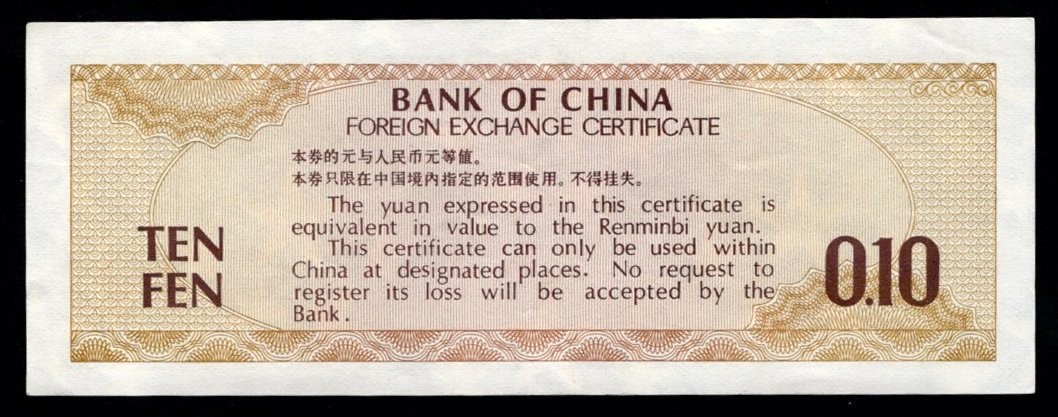 BANK OF CHINA
FOREIGN EXCHANGE CERTIFICATE
本券的元与人民币元等值。
本券只限在中国境内指定的范围使用。不得挂失。
The yuan expressed in this certificate is
equivalent in value to the Renminbi yuan.
This certificate can only be used within
China at designated places. No request to
register its loss will be accepted by the
Bank.
TEN
FEN
0.10